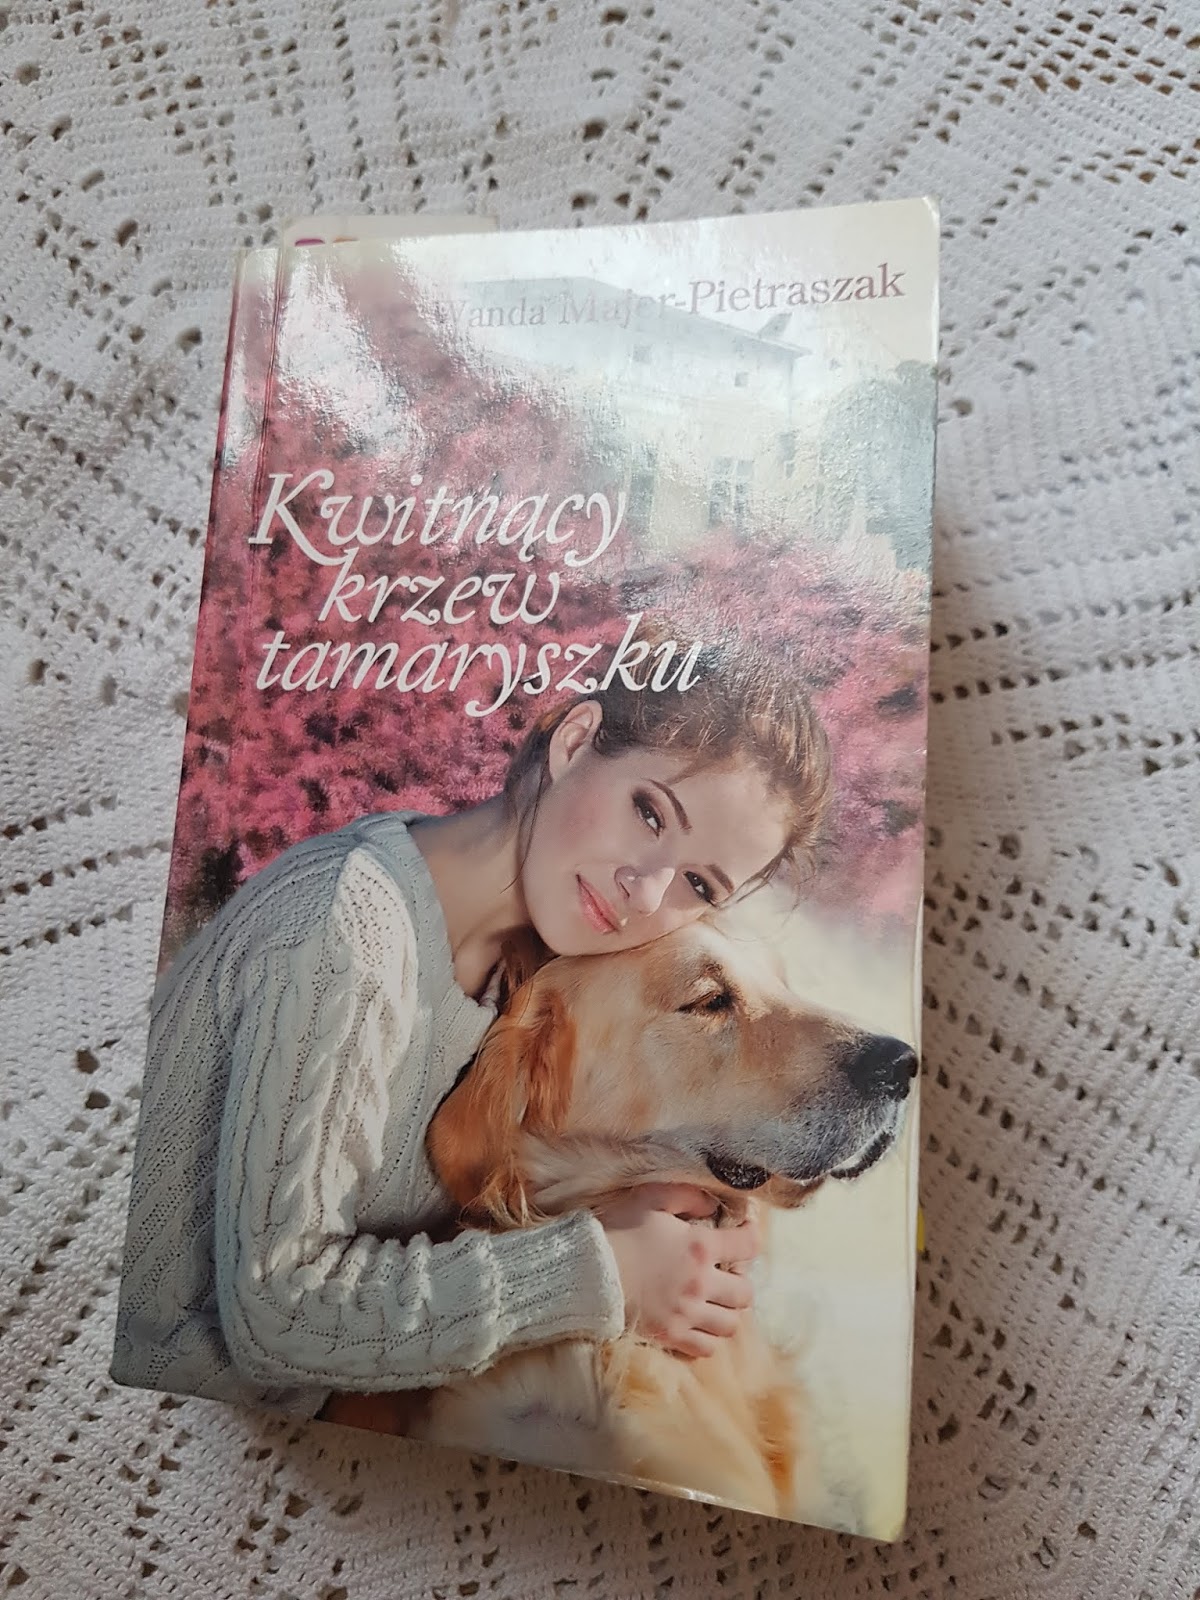 Wanda Majer-Pietraszak
Kwitnący
krzew
tamaryszku